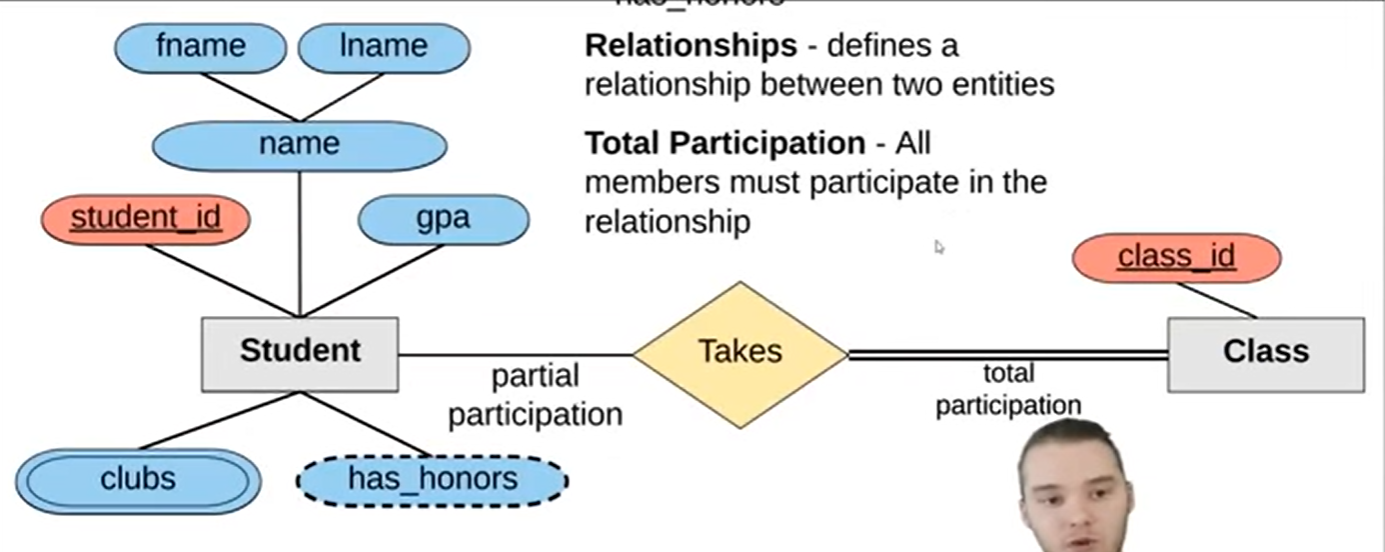 has_honors
fname
lname
Relationships - defines a
relationship between two entities
name
Total Participation - All
members must participate in the
relationship
student_id
gpa
class_id
Student
Takes
Class
partial
participation
total
participation
clubs
has_honors